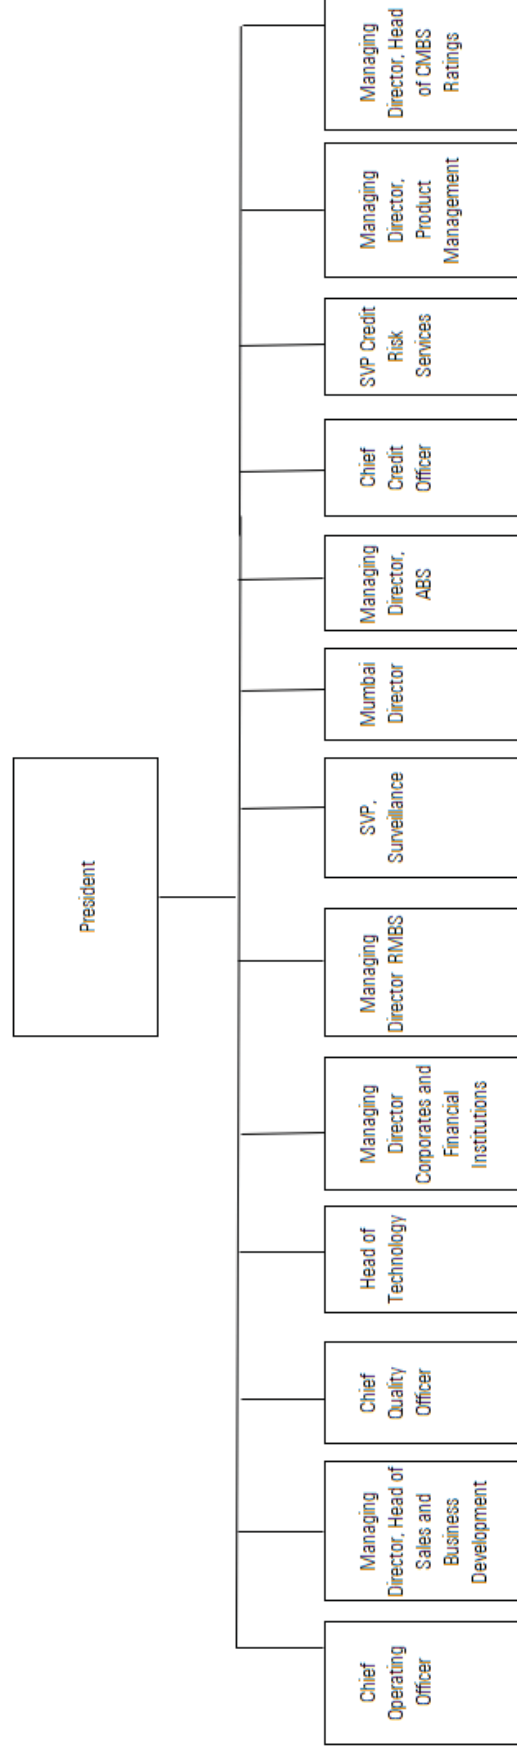 President
Chief
Operating
Officer
Managing
Director, Head of
Sales and
Business
Development
Chief
Quality
Officer
Head of
Technology
Managing
Director
Corporates and
Financial
Institutions
Managing
Director RMBS
SVP,
Surveillance
Mumbai
Director
Managing
Director,
ABS
Chief
Credit
Officer
SVP Credit
Risk
Services
Managing
Director,
Product
Management
Managing
Director, Head
of CMBS
Ratings